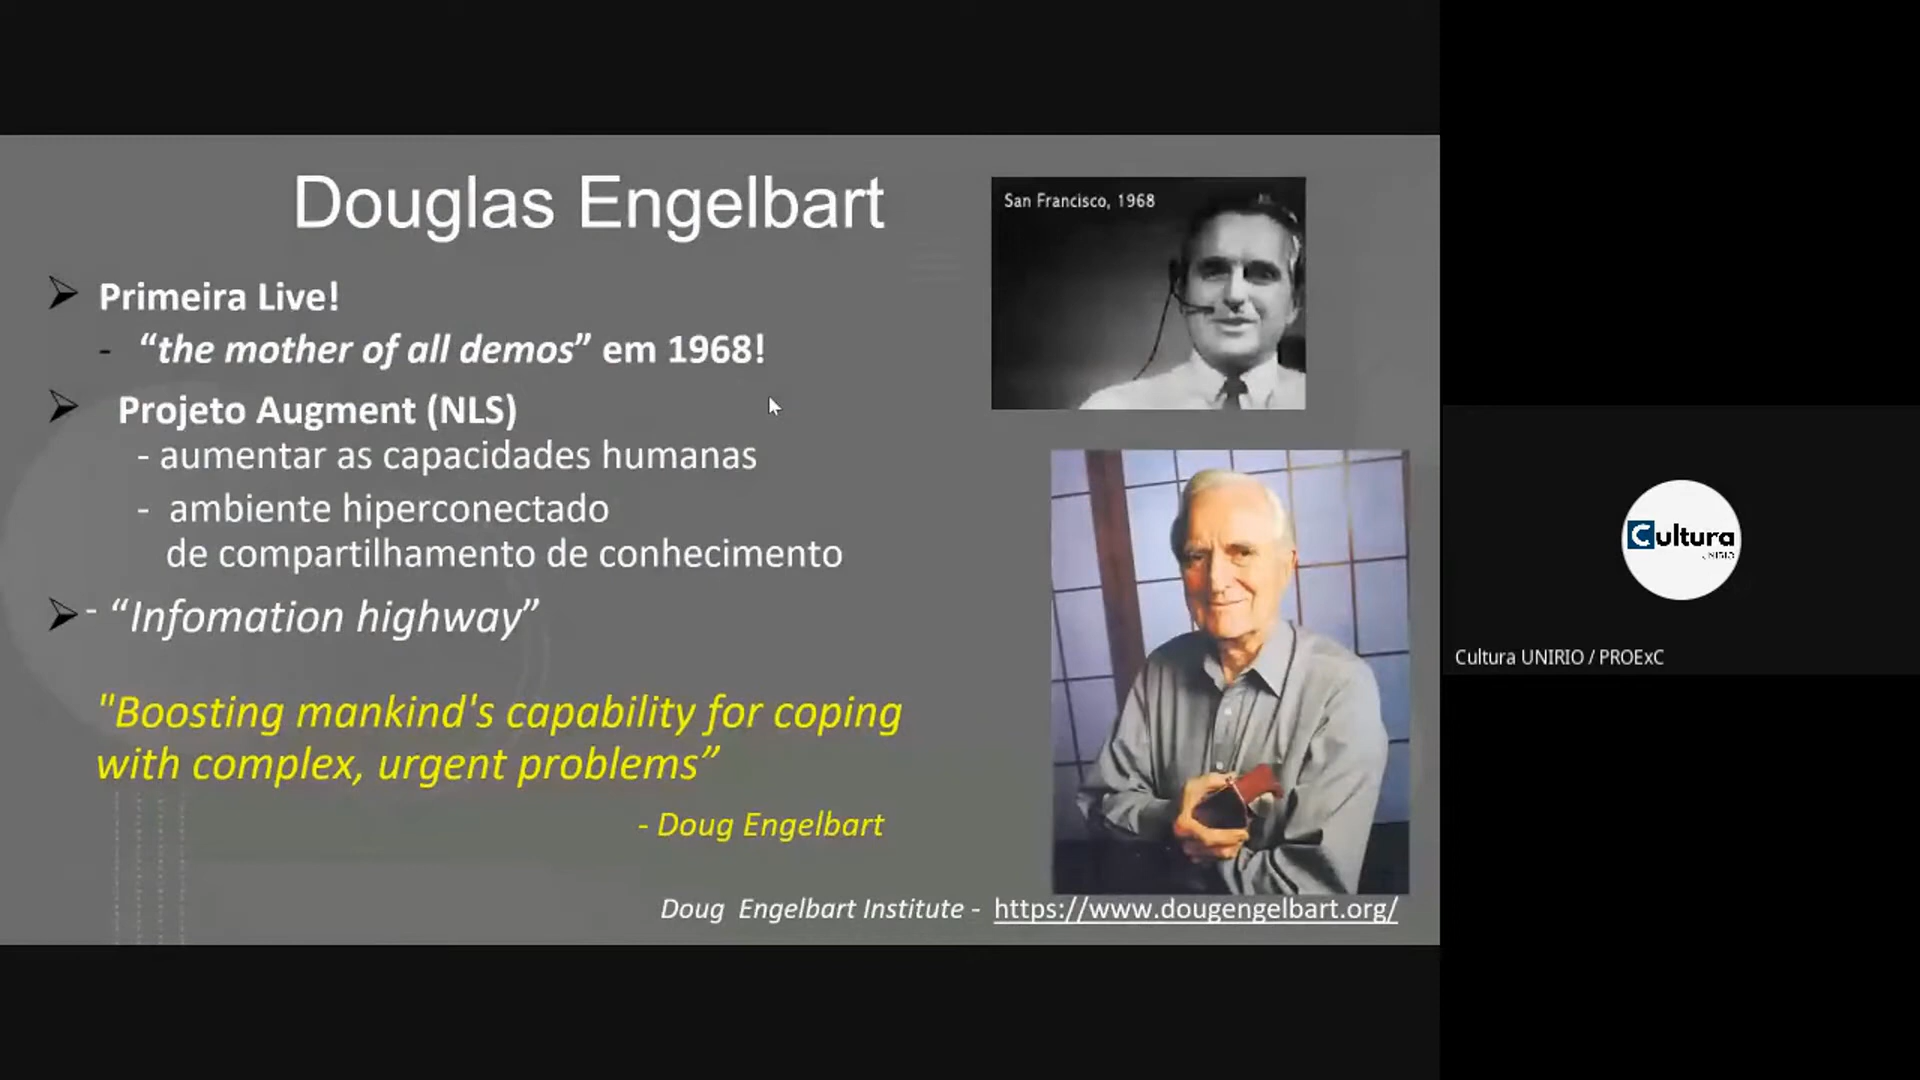 Douglas Engelbart
San Francisco, 1968
Primeira Live!
- “the mother of all demos” em 1968!
Projeto Augment (NLS)
- aumentar as capacidades humanas
- ambiente hiperconectado
de compartilhamento de conhecimento
- “Infomation highway”
"Boosting mankind's capability for coping
with complex, urgent problems”
- Doug Engelbart
Doug Engelbart Institute - https://www.dougengelbart.org/
Cultura
UNIRIO
Cultura UNIRIO / PROExC